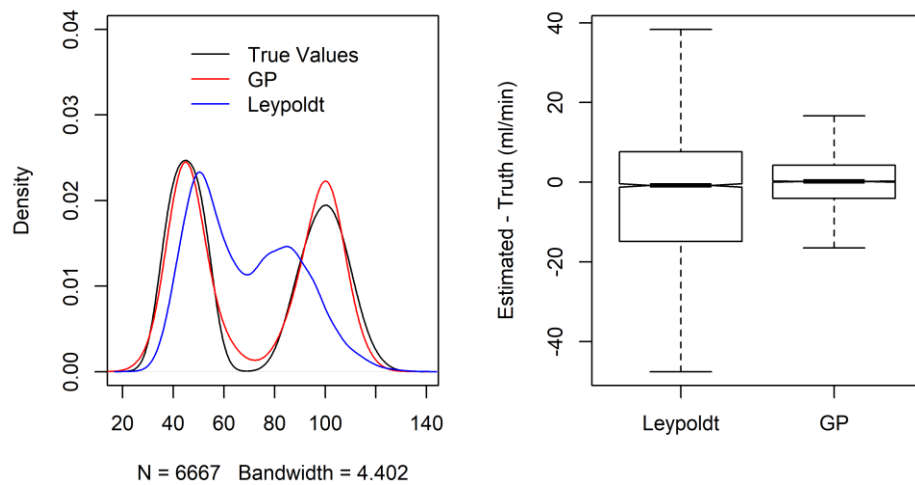 0.04
0.03
0.02
0.01
0.00
Density
True Values
GP
Leypoldt
20 40 60 80 100 140
N = 6667 Bandwidth = 4.402
40
20
0
-20
-40
Estimated - Truth (ml/min)
Leypoldt GP